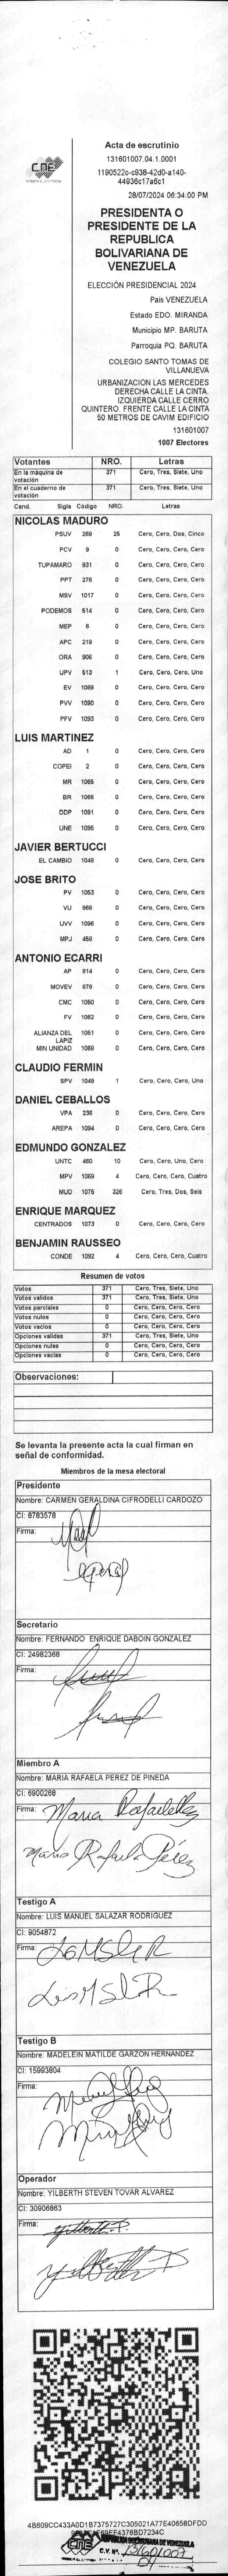 CNE
Acta de escrutinio
131601007.04.1.0001
1190522c-c938-42d0-a140-
44936c17a6c1
28/07/2024 06:34:00 PM
PRESIDENTA O
PRESIDENTE DE LA
REPUBLICA
BOLIVARIANA DE
VENEZUELA
ELECCIÓN PRESIDENCIAL 2024
País VENEZUELA
Estado EDO. MIRANDA
Municipio MP. BARUTA
Parroquia PQ. BARUTA
COLEGIO SANTO TOMAS DE
VILLANUEVA
URBANIZACION LAS MERCEDES
DERECHA CALLE LA CINTA.
IZQUIERDA CALLE CERRO
QUINTERO. FRENTE CALLE LA CINTA
50 METROS DE CAVIM EDIFICIO
131601007
1007 Electores
Votantes NRO. Letras
En la máquina de votación 371 Cero, Tres, Siete, Uno
En el cuaderno de votación 371 Cero, Tres, Siete, Uno
Cand. Sigla Código NRO. Letras
NICOLAS MADURO
PSUV 269 25 Cero, Cero, Dos, Cinco
PCV 9 0 Cero, Cero, Cero, Cero
TUPAMARO 931 0 Cero, Cero, Cero, Cero
PPT 276 0 Cero, Cero, Cero, Cero
MSV 1017 0 Cero, Cero, Cero, Cero
PODEMOS 514 0 Cero, Cero, Cero, Cero
MEP 6 0 Cero, Cero, Cero, Cero
APC 219 0 Cero, Cero, Cero, Cero
ORA 906 0 Cero, Cero, Cero, Cero
UPV 513 1 Cero, Cero, Cero, Uno
EV 1089 0 Cero, Cero, Cero, Cero
PVV 1090 0 Cero, Cero, Cero, Cero
PFV 1093 0 Cero, Cero, Cero, Cero
LUIS MARTINEZ
AD 1 0 Cero, Cero, Cero, Cero
COPEI 2 0 Cero, Cero, Cero, Cero
MR 1065 0 Cero, Cero, Cero, Cero
BR 1066 0 Cero, Cero, Cero, Cero
DDP 1091 0 Cero, Cero, Cero, Cero
UNE 1095 0 Cero, Cero, Cero, Cero
JAVIER BERTUCCI
EL CAMBIO 1048 0 Cero, Cero, Cero, Cero
JOSE BRITO
PV 1053 0 Cero, Cero, Cero, Cero
VU 868 0 Cero, Cero, Cero, Cero
UVV 1096 0 Cero, Cero, Cero, Cero
MPJ 458 0 Cero, Cero, Cero, Cero
ANTONIO ECARRI
AP 814 0 Cero, Cero, Cero, Cero
MOVEV 878 0 Cero, Cero, Cero, Cero
CMC 1050 0 Cero, Cero, Cero, Cero
FV 1062 0 Cero, Cero, Cero, Cero
ALIANZA DEL LAPIZ 1051 0 Cero, Cero, Cero, Cero
MIN UNIDAD 1068 0 Cero, Cero, Cero, Cero
CLAUDIO FERMIN
SPV 1049 1 Cero, Cero, Cero, Uno
DANIEL CEBALLOS
VPA 236 0 Cero, Cero, Cero, Cero
AREPA 1094 0 Cero, Cero, Cero, Cero
EDMUNDO GONZALEZ
UNTC 460 10 Cero, Cero, Uno, Cero
MPV 1069 4 Cero, Cero, Cero, Cuatro
MUD 1075 326 Cero, Tres, Dos, Seis
ENRIQUE MARQUEZ
CENTRADOS 1073 0 Cero, Cero, Cero, Cero
BENJAMIN RAUSSEO
CONDE 1092 4 Cero, Cero, Cero, Cuatro
Resumen de votos
Votos 371 Cero, Tres, Siete, Uno
Votos validos 371 Cero, Tres, Siete, Uno
Votos parciales 0 Cero, Cero, Cero, Cero
Votos nulos 0 Cero, Cero, Cero, Cero
Votos vacios 0 Cero, Cero, Cero, Cero
Opciones validas 371 Cero, Tres, Siete, Uno
Opciones nulas 0 Cero, Cero, Cero, Cero
Opciones vacias 0 Cero, Cero, Cero, Cero
Observaciones:
Se levanta la presente acta la cual firman en
señal de conformidad.
Miembros de la mesa electoral
Presidente
Nombre: CARMEN GERALDINA CIFRODELLI CARDOZO
CI: 8783578
Firma:
Secretario
Nombre: FERNANDO ENRIQUE DABOIN GONZALEZ
CI: 24982368
Firma:
Miembro A
Nombre: MARIA RAFAELA PEREZ DE PINEDA
CI: 6900268
Firma: Maria Rafaela
Maria Rafaela Pérez
Testigo A
Nombre: LUIS MANUEL SALAZAR RODRIGUEZ
CI: 9054872
Firma:
Testigo B
Nombre: MADELEIN MATILDE GARZON HERNANDEZ
CI: 15993804
Firma:
Operador
Nombre: YILBERTH STEVEN TOVAR ALVAREZ
CI: 30906863
Firma:
4B609CC433A0D1B7375727C305021A77E40658DFDD
CNE REPÚBLICA BOLIVARIANA DE VENEZUELA
C.V. Nº. 131601007
04